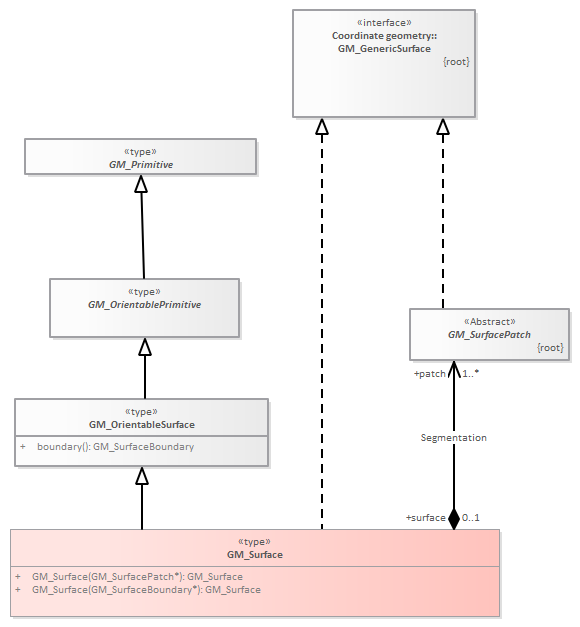 «interface»
Coordinate geometry::
GM_GenericSurface
{root}
«type»
GM_Primitive
«type»
GM_OrientablePrimitive
«Abstract»
GM_SurfacePatch
{root}
+patch 1..*
«type»
GM_OrientableSurface
+ boundary(): GM_SurfaceBoundary
Segmentation
+surface 0..1
«type»
GM_Surface
+ GM_Surface(GM_SurfacePatch*): GM_Surface
+ GM_Surface(GM_SurfaceBoundary*): GM_Surface